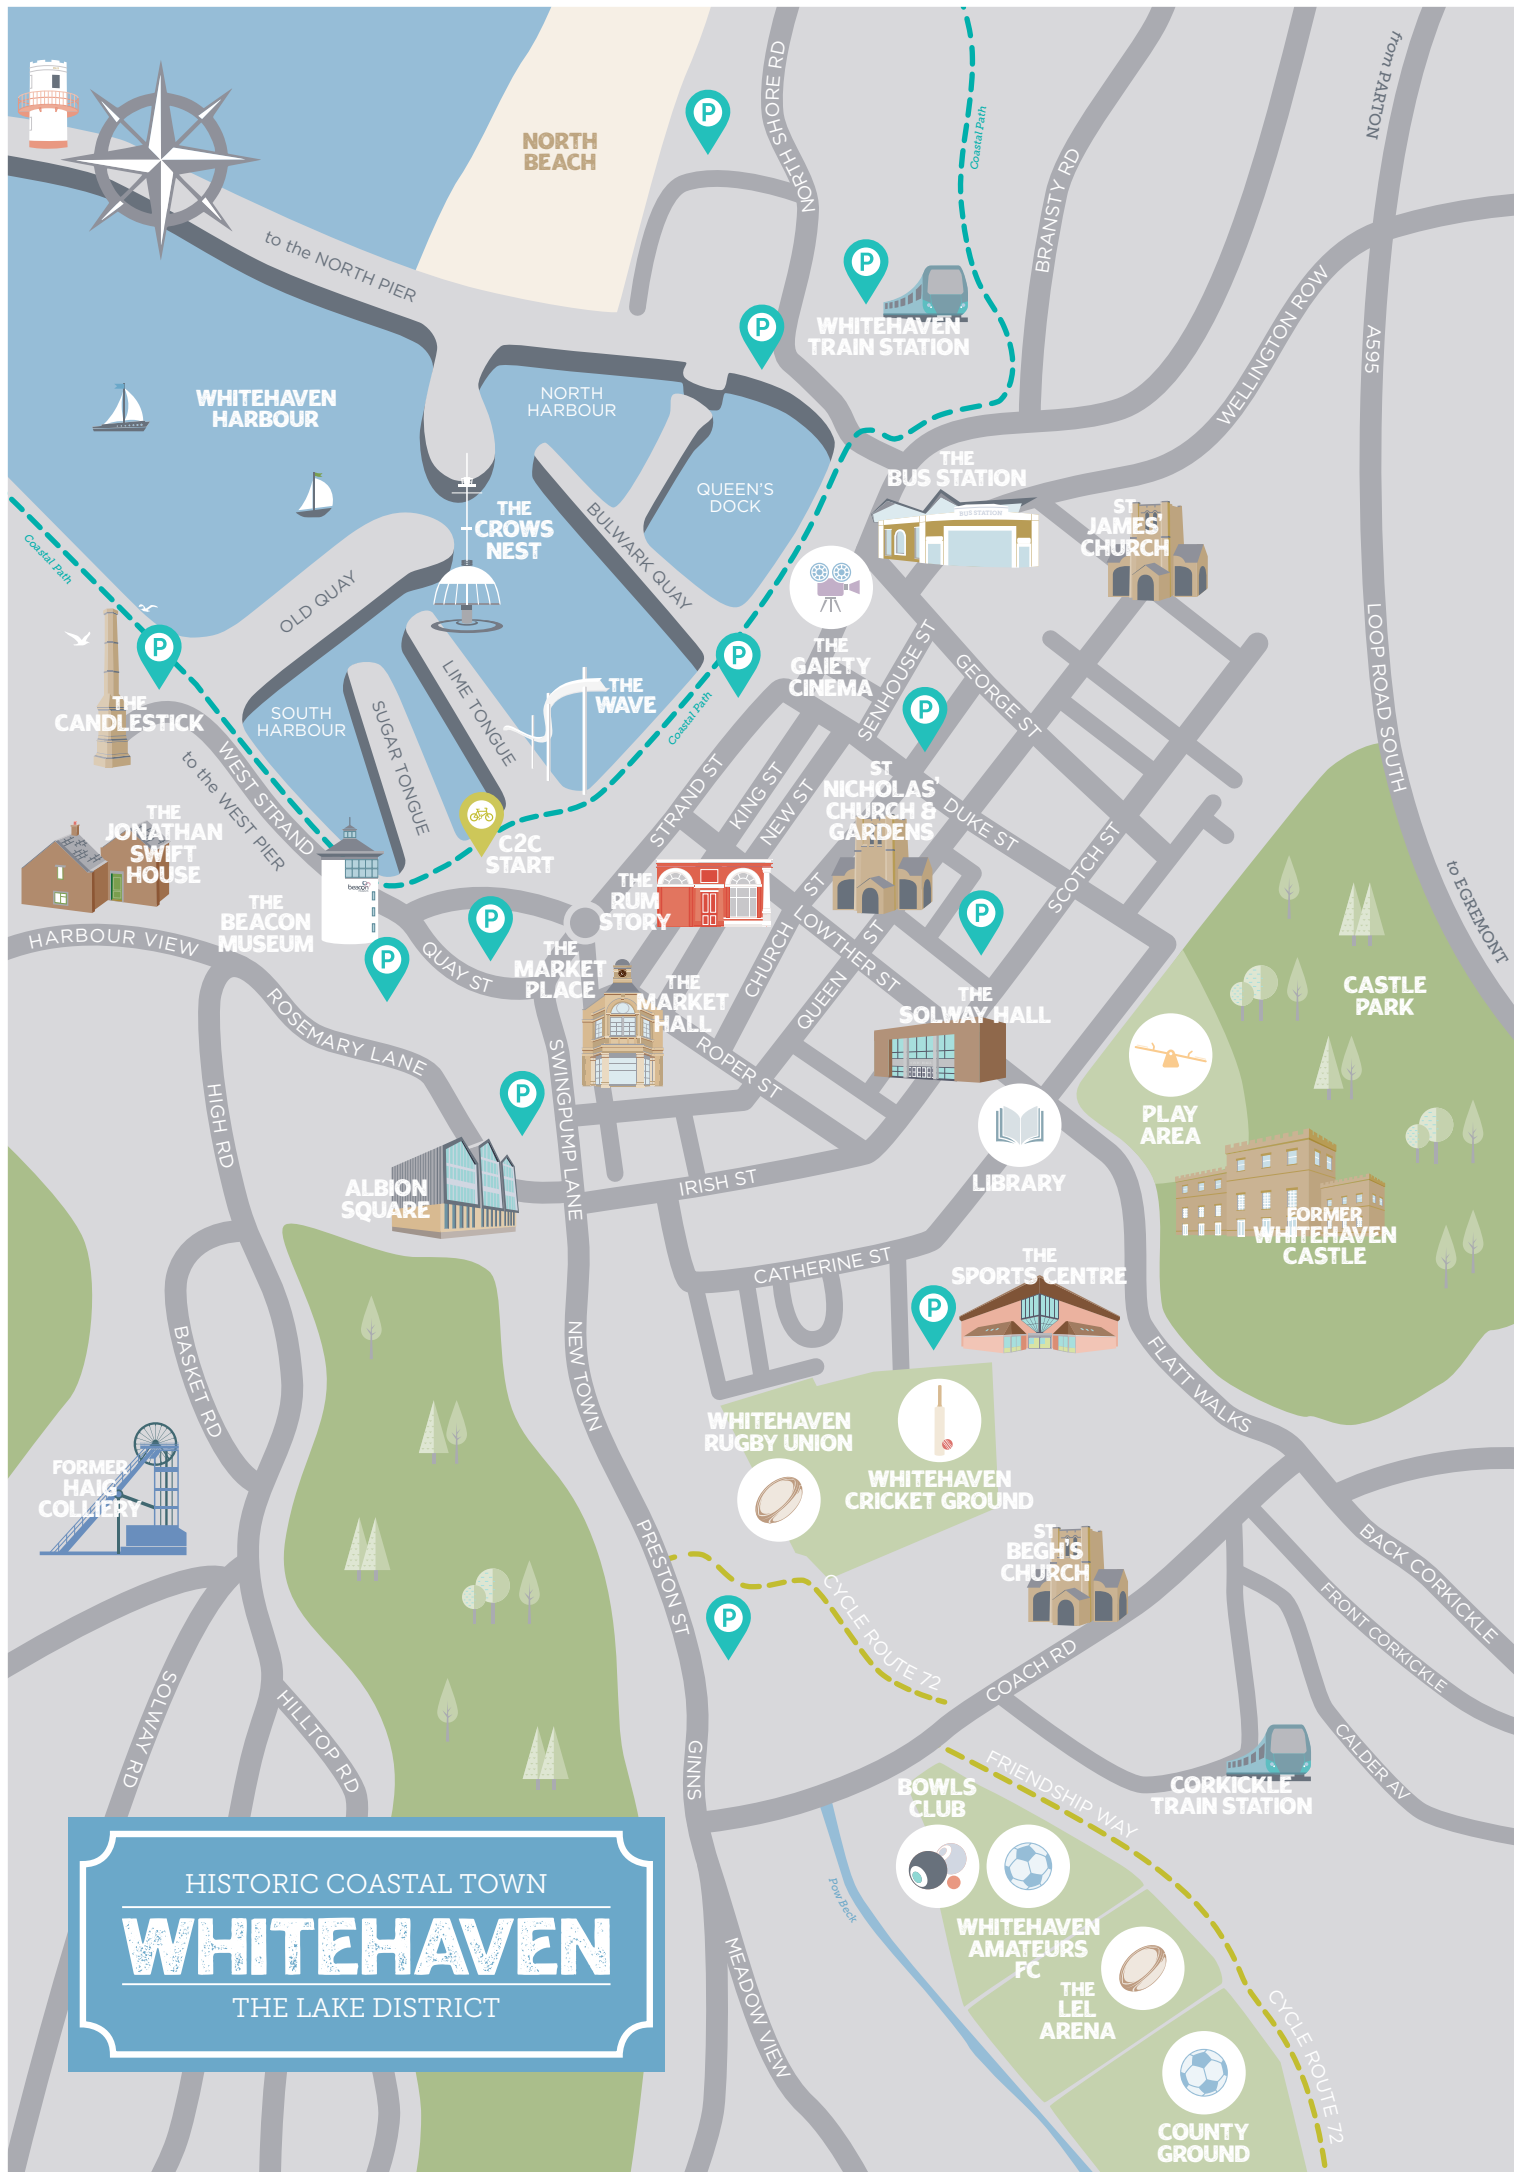 from PARTON
NORTH SHORE RD
P
Coastal Path
NORTH
BEACH
BRANSTY RD
to the NORTH PIER
P
WHITEHAVEN
TRAIN STATION
P
WELLINGTON ROW
A595
WHITEHAVEN
HARBOUR
NORTH
HARBOUR
THE
BUS STATION
BUS STATION
QUEEN'S
DOCK
ST
JAMES'
CHURCH
THE
CROWS
NEST
BULWARK QUAY
Coastal Path
OLD QUAY
P
THE
GAIETY
CINEMA
SENHOUSE ST
GEORGE ST
LOOP ROAD SOUTH
P
LIME TONGUE
THE
WAVE
Coastal Path
P
THE
CANDLESTICK
SOUTH
HARBOUR
SUGAR TONGUE
WEST STRAND
to the WEST PIER
STRAND ST
KING ST
NEW ST
ST
NICHOLAS'
CHURCH &
GARDENS
DUKE ST
SCOTCH ST
THE
JONATHAN
SWIFT
HOUSE
C2C
START
THE
BEACON
MUSEUM
beacon
THE
RUM
STORY
to EGREMONT
P
P
P
HARBOUR VIEW
QUAY ST
THE
MARKET
PLACE
THE
MARKET
HALL
CHURCH ST
LOWTHER ST
QUEEN ST
THE
SOLWAY HALL
CASTLE
PARK
ROSEMARY LANE
SWINGPUMP LANE
ROPER ST
P
PLAY
AREA
HIGH RD
ALBION
SQUARE
IRISH ST
LIBRARY
FORMER
WHITEHAVEN
CASTLE
CATHERINE ST
THE
SPORTS CENTRE
P
BASKET RD
NEW TOWN
FLATT WALKS
WHITEHAVEN
RUGBY UNION
WHITEHAVEN
CRICKET GROUND
FORMER
HAIG
COLLIERY
PRESTON ST
ST
BEGH'S
CHURCH
BACK CORKICKLE
FRONT CORKICKLE
P
CYCLE ROUTE 72
COACH RD
SOLWAY RD
HILLTOP RD
GINNS
FRIENDSHIP WAY
CORKICKLE
TRAIN STATION
CALDER AV
BOWLS
CLUB
Pow Beck
HISTORIC COASTAL TOWN
WHITEHAVEN
THE LAKE DISTRICT
WHITEHAVEN
AMATEURS
FC
THE
LEL
ARENA
MEADOW VIEW
CYCLE ROUTE 72
COUNTY
GROUND